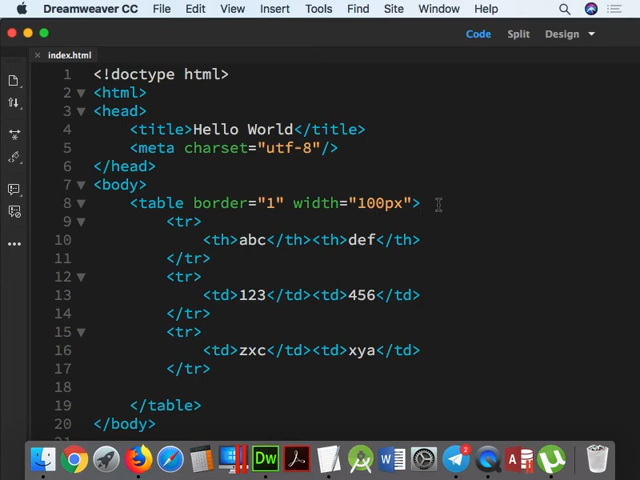 Dreamweaver CC File Edit View Insert Tools Find Site Window Help
Code Split Design
index.html
1 <!doctype html>
2 <html>
3 <head>
4 <title>Hello World</title>
5 <meta charset="utf-8"/>
6 </head>
7 <body>
8 <table border="1" width="100px">
9 <tr>
10 <th>abc</th><th>def</th>
11 </tr>
12 <tr>
13 <td>123</td><td>456</td>
14 </tr>
15 <tr>
16 <td>zxc</td><td>xya</td>
17 </tr>
18
19 </table>
20 </body>
Dw W A 2